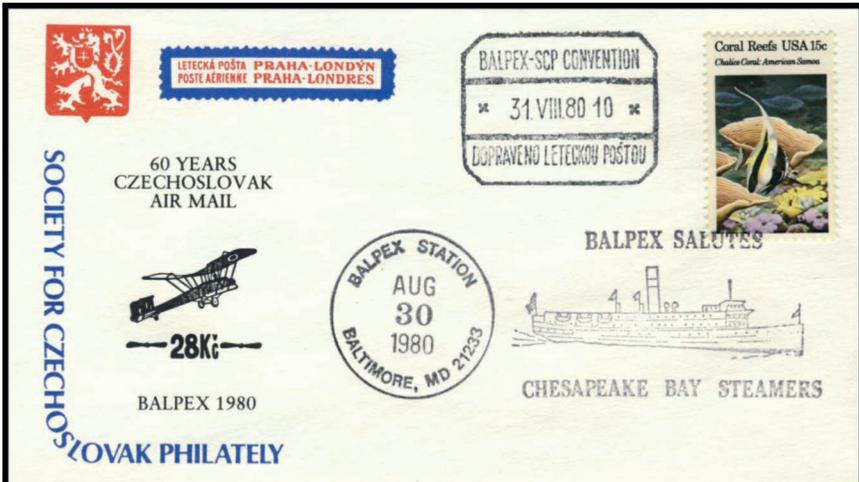 LETECKÁ POŠTA PRAHA-LONDÝN
POSTE AÉRIENNE PRAHA-LONDRES
BALPEX-SCP CONVENTION
31.VIII.80 10
DOPRAVENO LETECKOU POŠTOU
Coral Reefs USA 15c
Chalice Coral: American Samoa
60 YEARS
CZECHOSLOVAK
AIR MAIL
SOCIETY FOR CZECHOSLOVAK PHILATELY
28Kč
BALPEX 1980
BALPEX STATION
AUG
30
1980
BALTIMORE, MD 21233
BALPEX SALUTES
CHESAPEAKE BAY STEAMERS